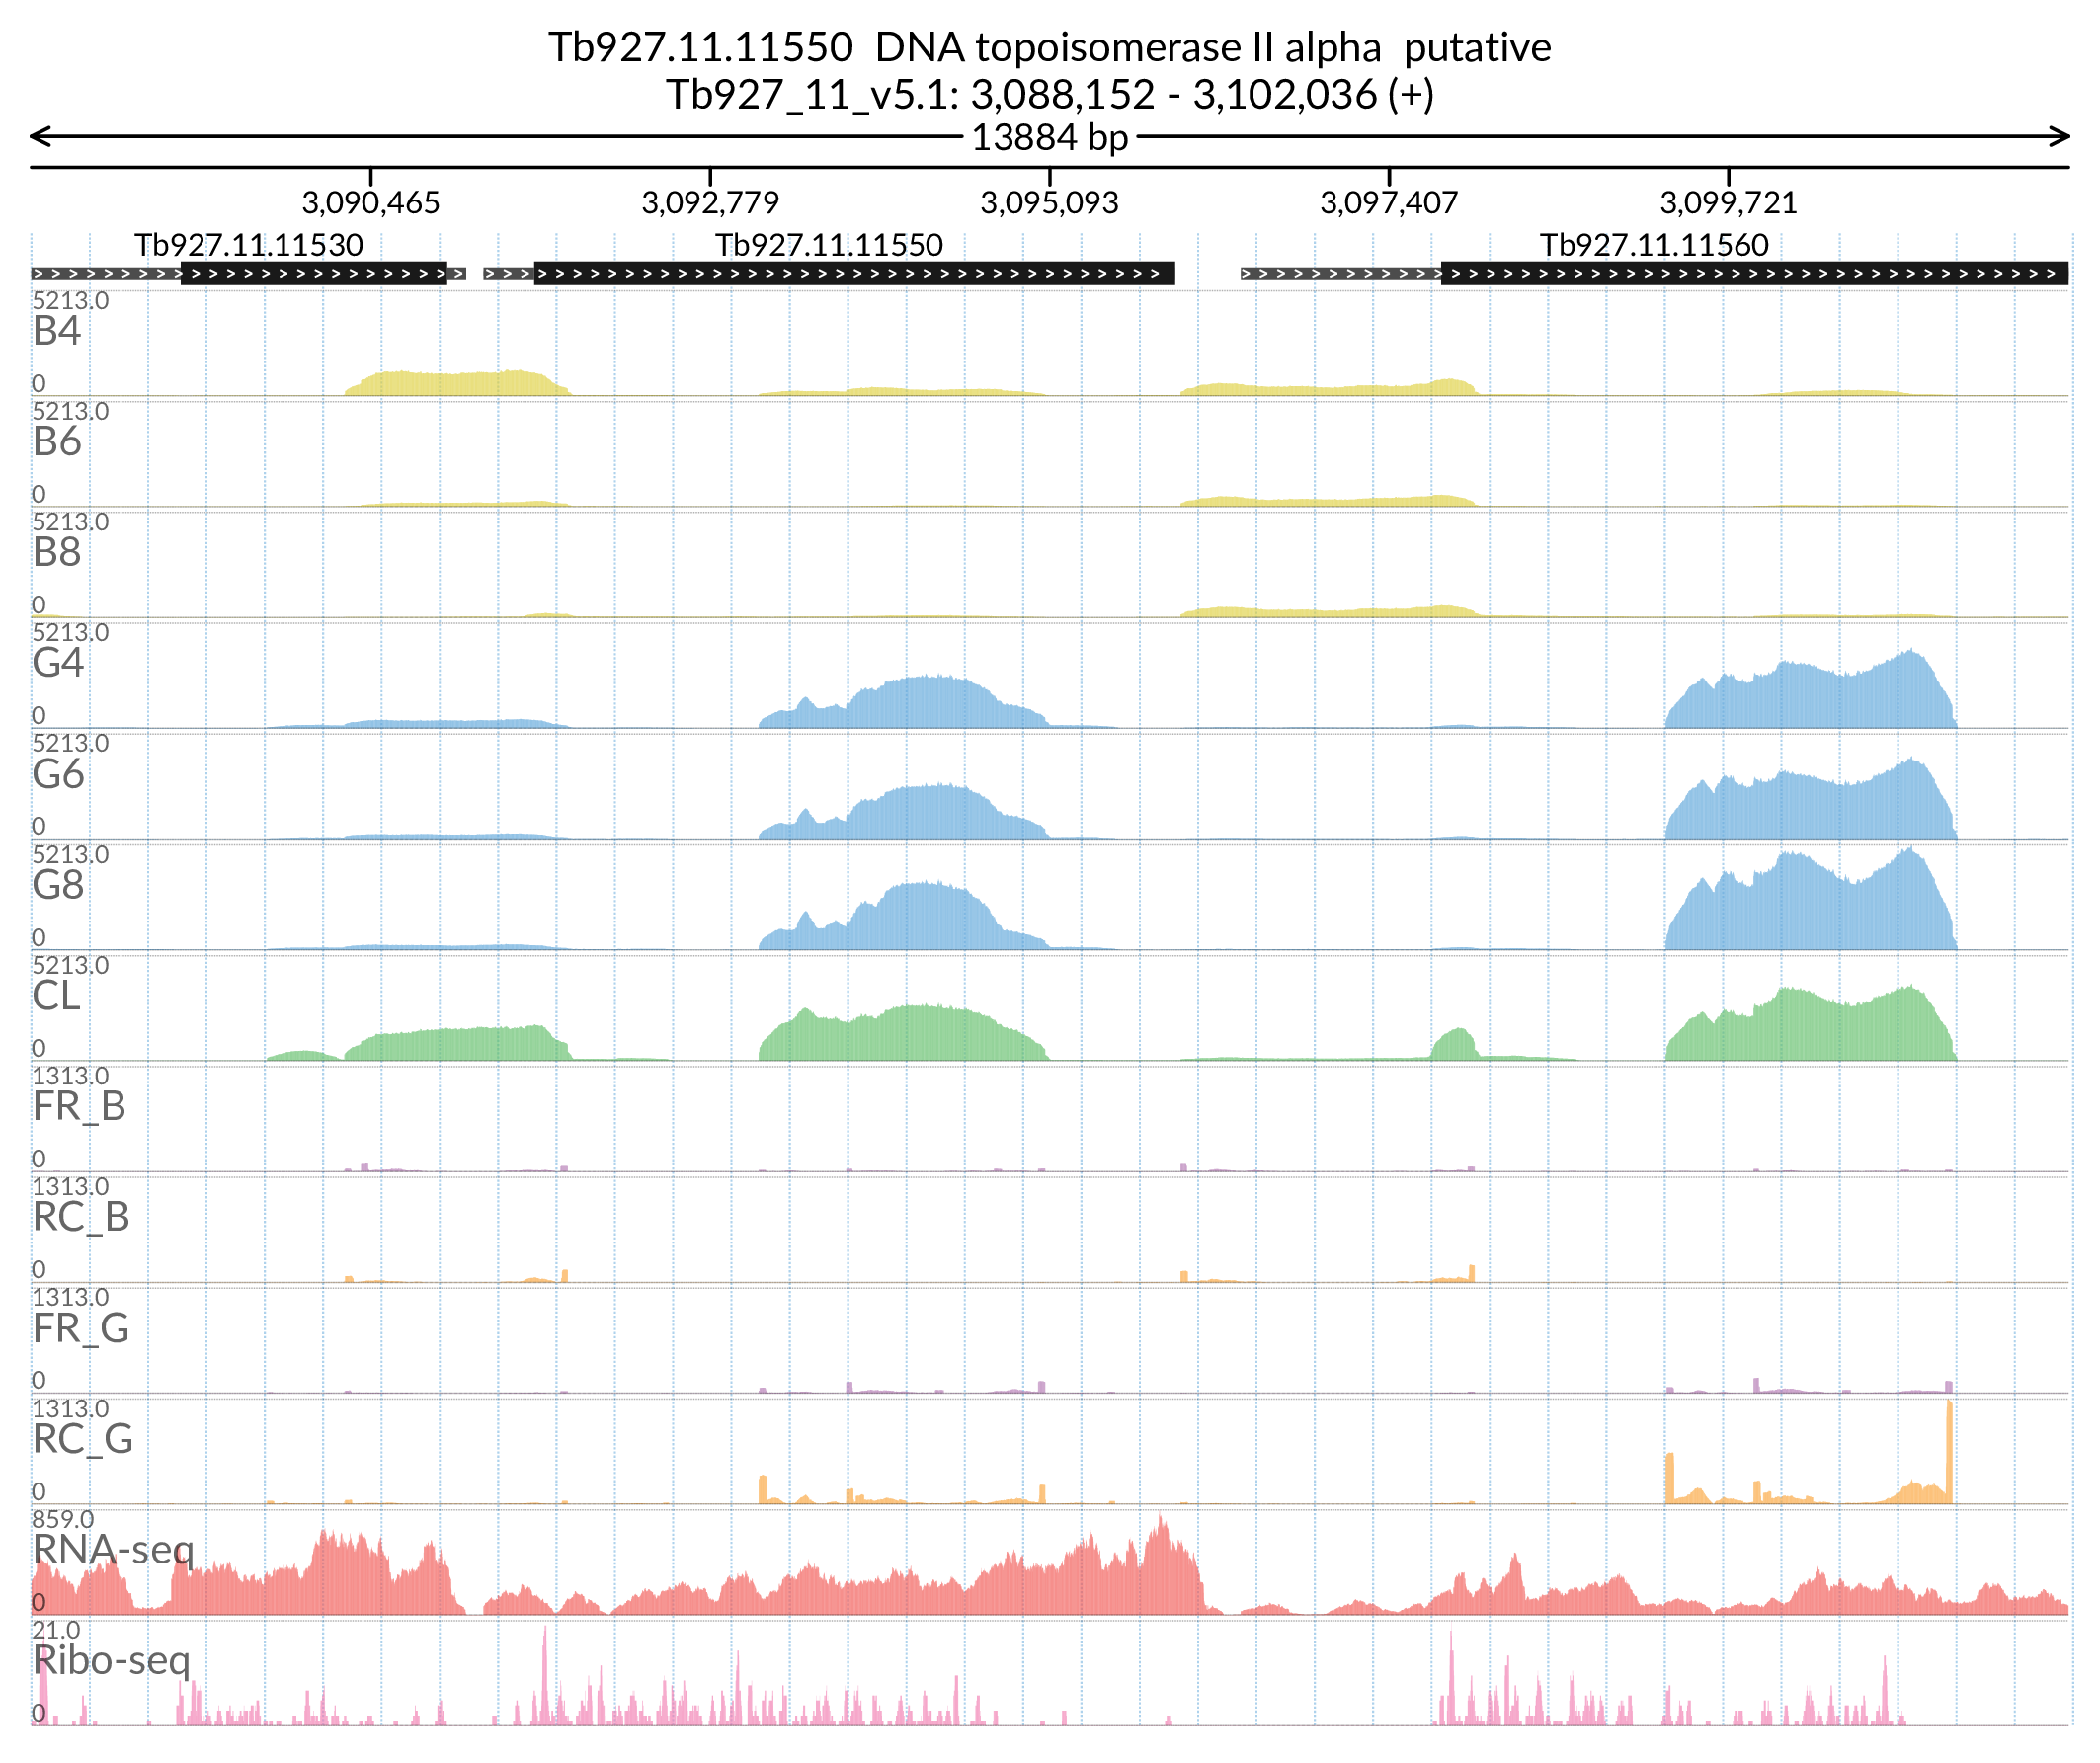 Tb927.11.11550  DNA topoisomerase II alpha  putative
Tb927_11_v5.1: 3,088,152 - 3,102,036 (+)
13884 bp
3,090,465 3,092,779 3,095,093 3,097,407 3,099,721
Tb927.11.11530 Tb927.11.11550 Tb927.11.11560
5213.0
B4
0
5213.0
B6
0
5213.0
B8
0
5213.0
G4
0
5213.0
G6
0
5213.0
G8
0
5213.0
CL
0
1313.0
FR_B
0
1313.0
RC_B
0
1313.0
FR_G
0
1313.0
RC_G
0
859.0
RNA-seq
0
21.0
Ribo-seq
0